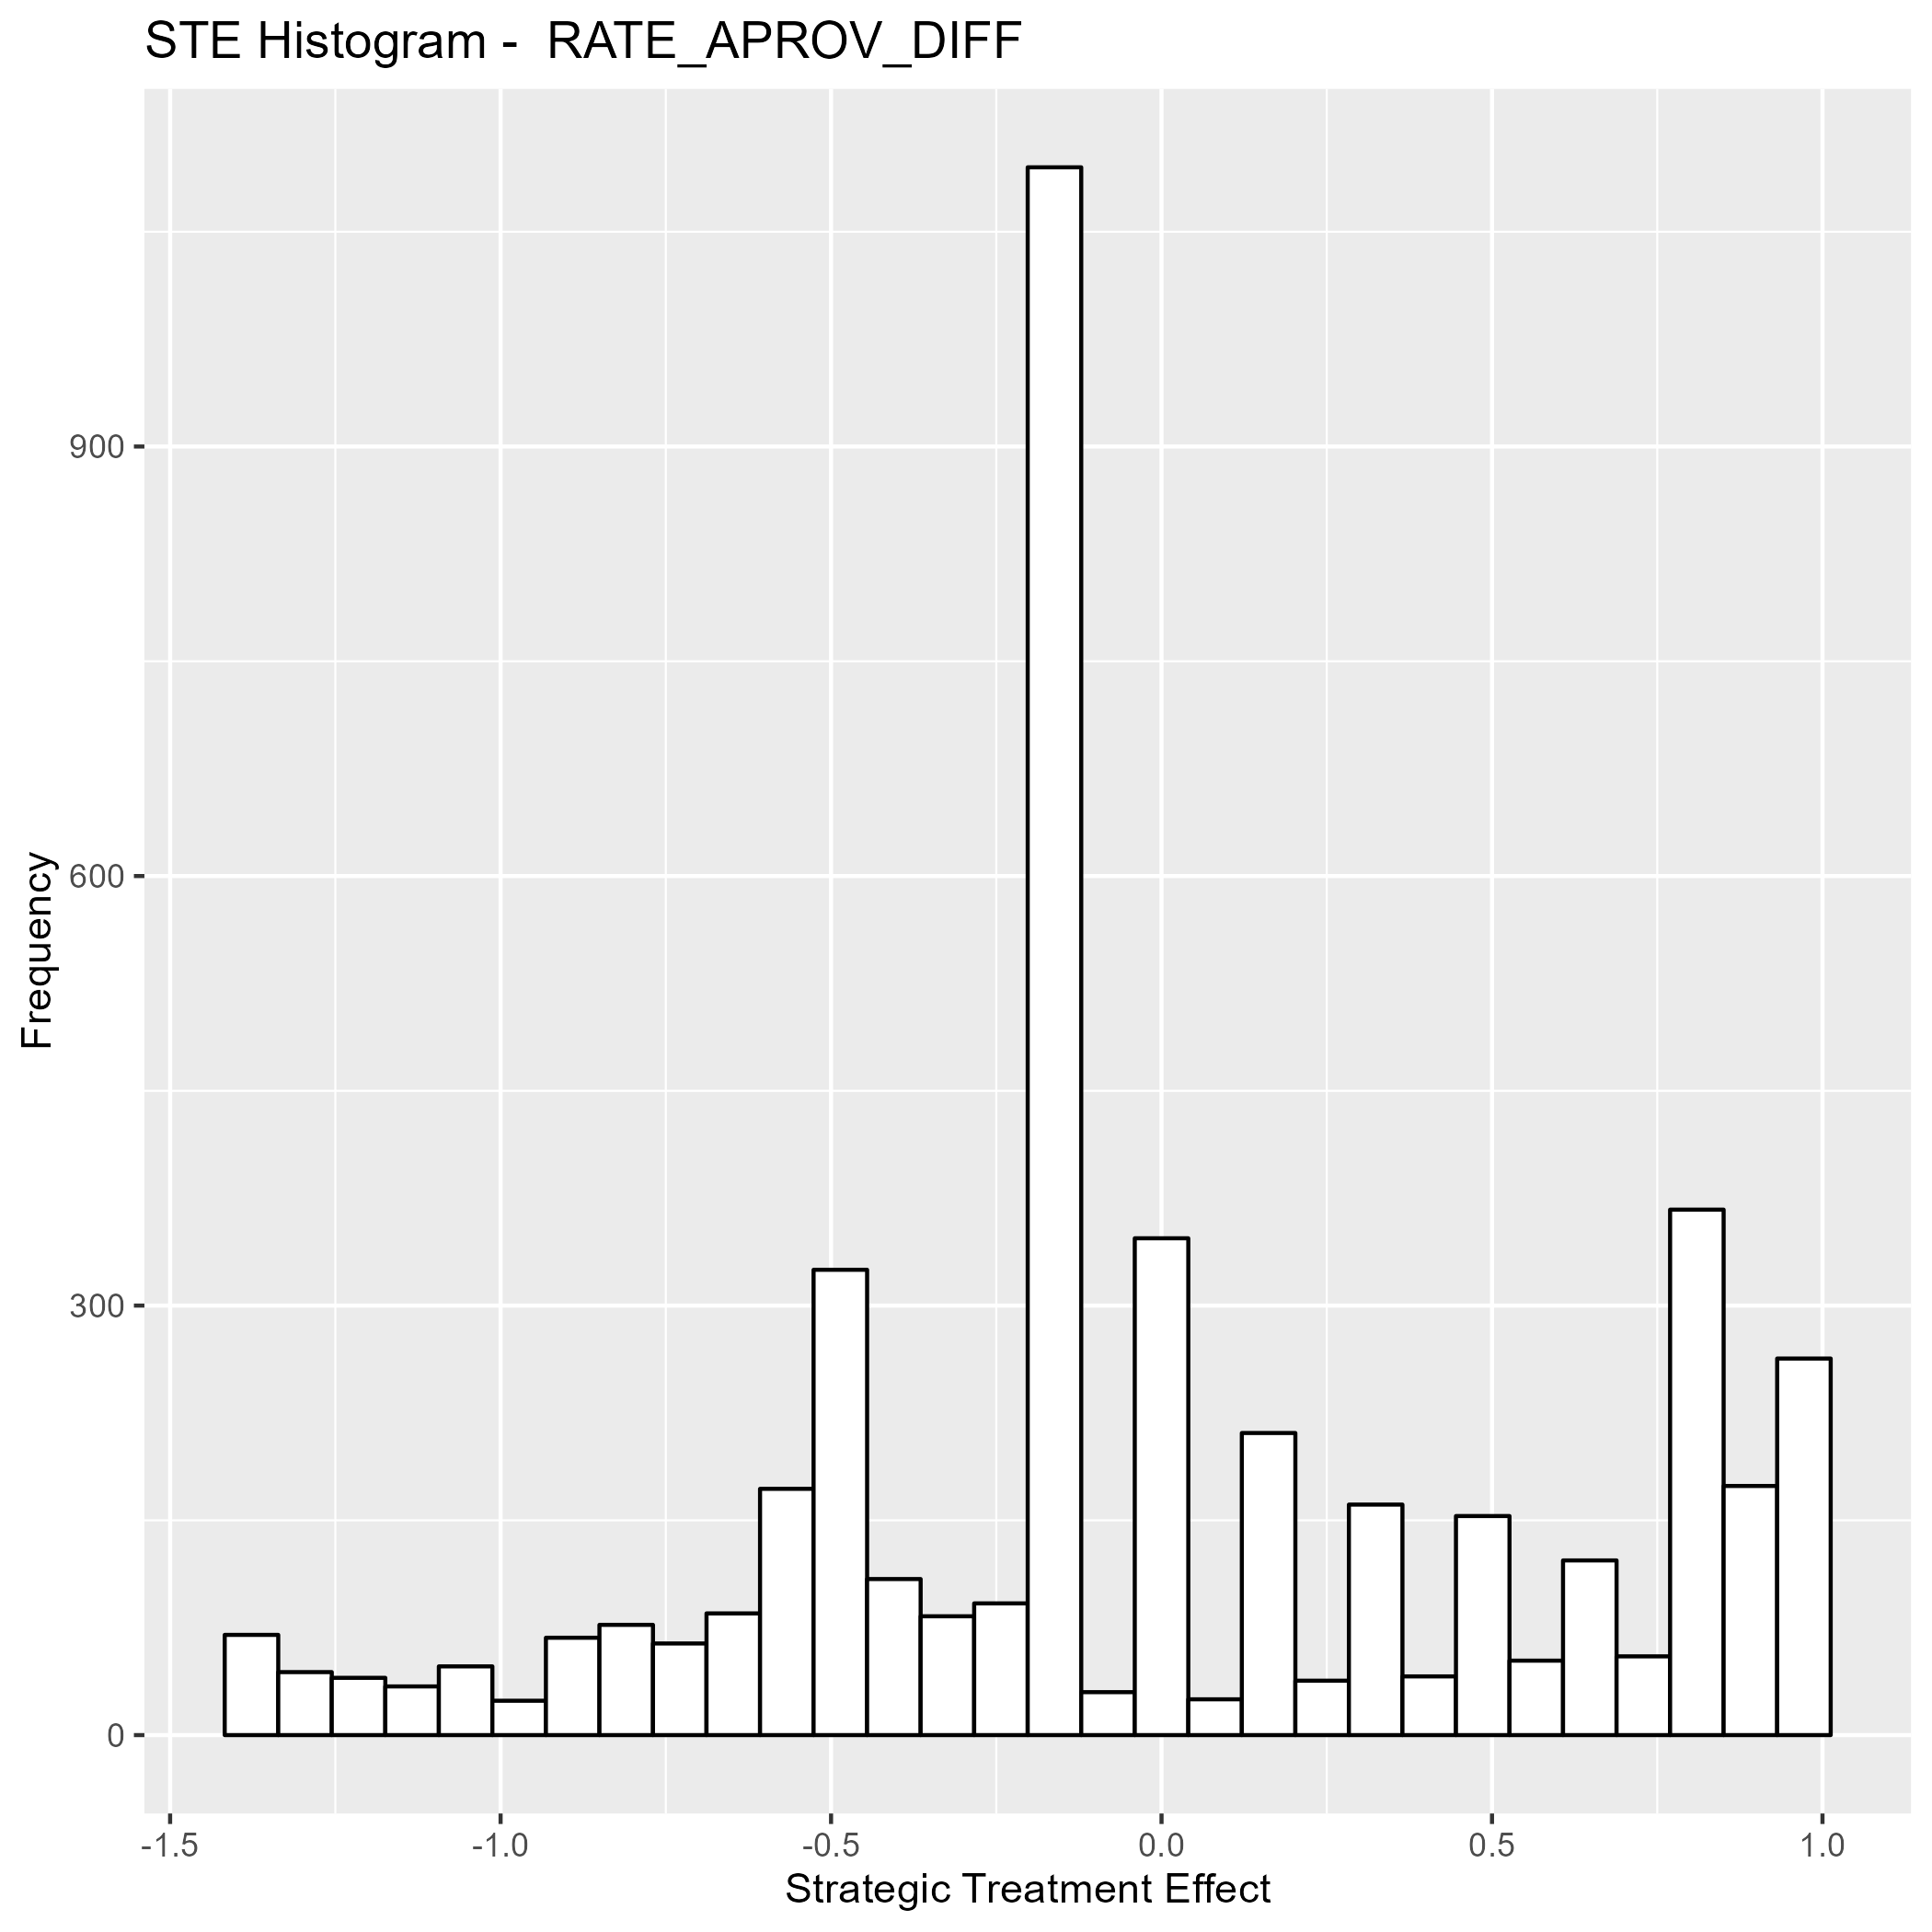 STE Histogram -  RATE_APROV_DIFF
Frequency
900
600
300
0
-1.5 -1.0 -0.5 0.0 0.5 1.0
Strategic Treatment Effect